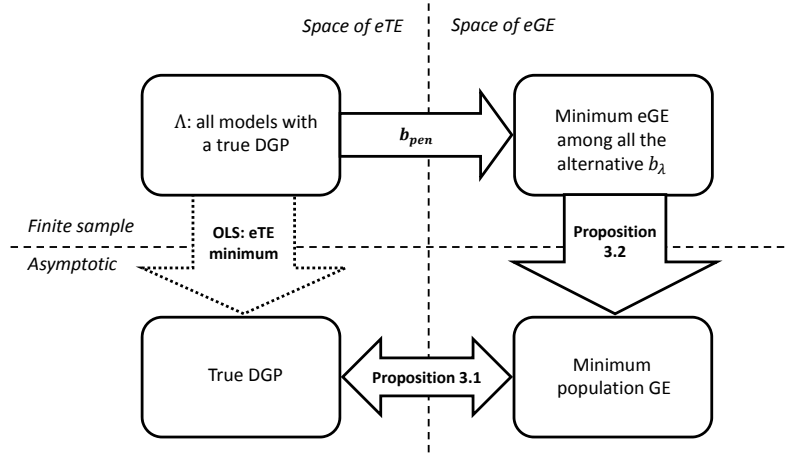 Space of eTE
Space of eGE
Λ: all models with
a true DGP
b_pen
Minimum eGE
among all the
alternative b_λ
Finite sample
OLS: eTE
minimum
Proposition
3.2
Asymptotic
True DGP
Proposition 3.1
Minimum
population GE